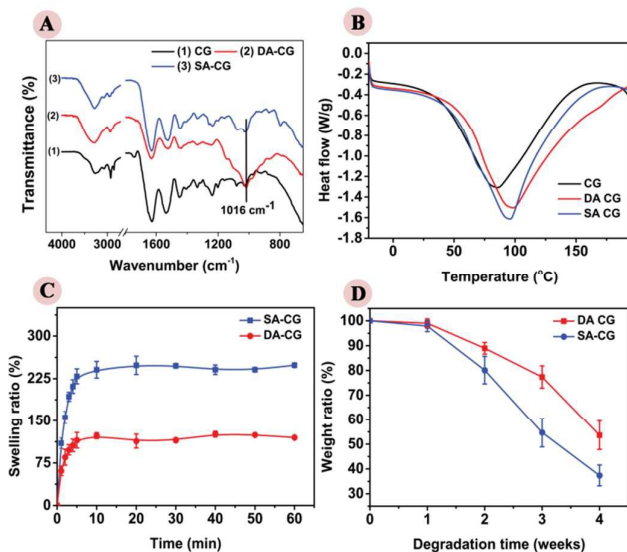 A
(1) CG (2) DA-CG
(3) SA-CG
(3)
(2)
(1)
1016 cm-1
Transmittance (%)
4000 3000 1600 1200 800
Wavenumber (cm-1)
B
0.0
-0.2
-0.4
-0.6
-0.8
-1.0
-1.2
-1.4
-1.6
-1.8
Heat flow (W/g)
CG
DA CG
SA CG
0 50 100 150
Temperature (oC)
C
SA-CG
DA-CG
300
225
150
75
0
Swelling ratio (%)
0 10 20 30 40 50 60
Time (min)
D
DA CG
SA-CG
100
90
80
70
60
50
40
30
Weight ratio (%)
0 1 2 3 4
Degradation time (weeks)